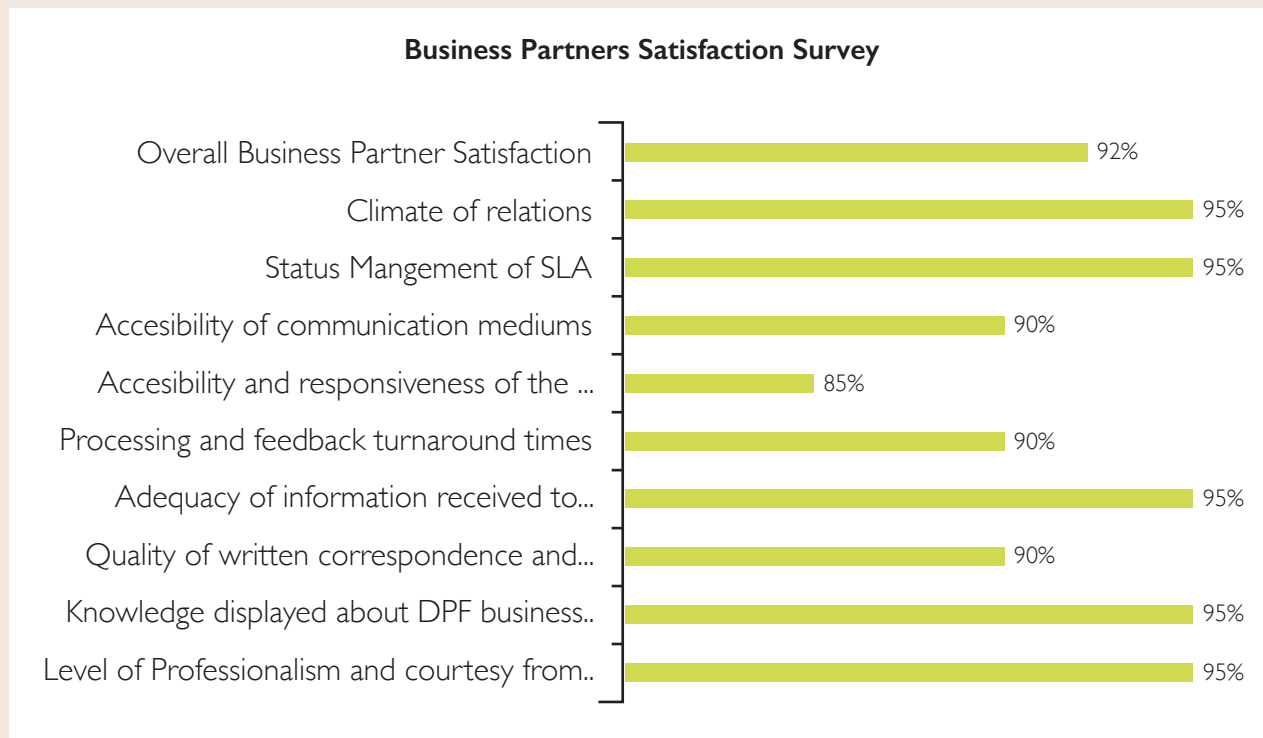 Business Partners Satisfaction Survey
Overall Business Partner Satisfaction 92%
Climate of relations 95%
Status Mangement of SLA 95%
Accesibility of communication mediums 90%
Accesibility and responsiveness of the ... 85%
Processing and feedback turnaround times 90%
Adequacy of information received to... 95%
Quality of written correspondence and... 90%
Knowledge displayed about DPF business.. 95%
Level of Professionalism and courtesy from.. 95%